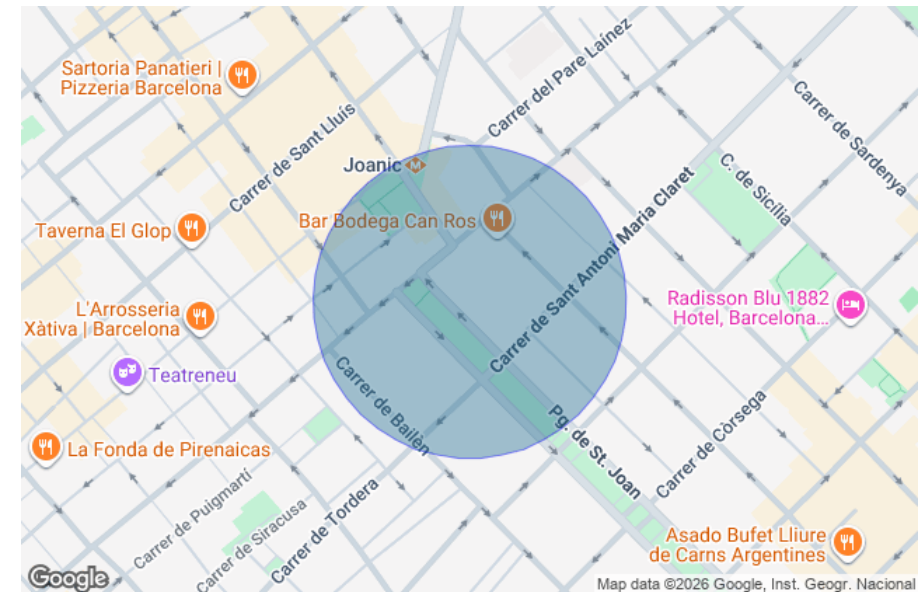 Sartoria Panatieri |
Pizzeria Barcelona
Carrer de Sant Lluís
Carrer del Pare Laínez
Carrer de Sardenya
Joanic
M
C. de Sicília
Bar Bodega Can Ros
Taverna El Glop
Carrer de Sant Antoni Maria Claret
L'Arrosseria
Xàtiva | Barcelona
Radisson Blu 1882
Hotel, Barcelona...
Teatreneu
Carrer de Bailèn
Carrer de Còrsega
Pg. de St. Joan
La Fonda de Pirenaicas
Carrer de Puigmartí
Carrer de Siracusa
Carrer de Tordera
Asado Bufet Lliure
de Carns Argentines
Google
Map data ©2026 Google, Inst. Geogr. Nacional